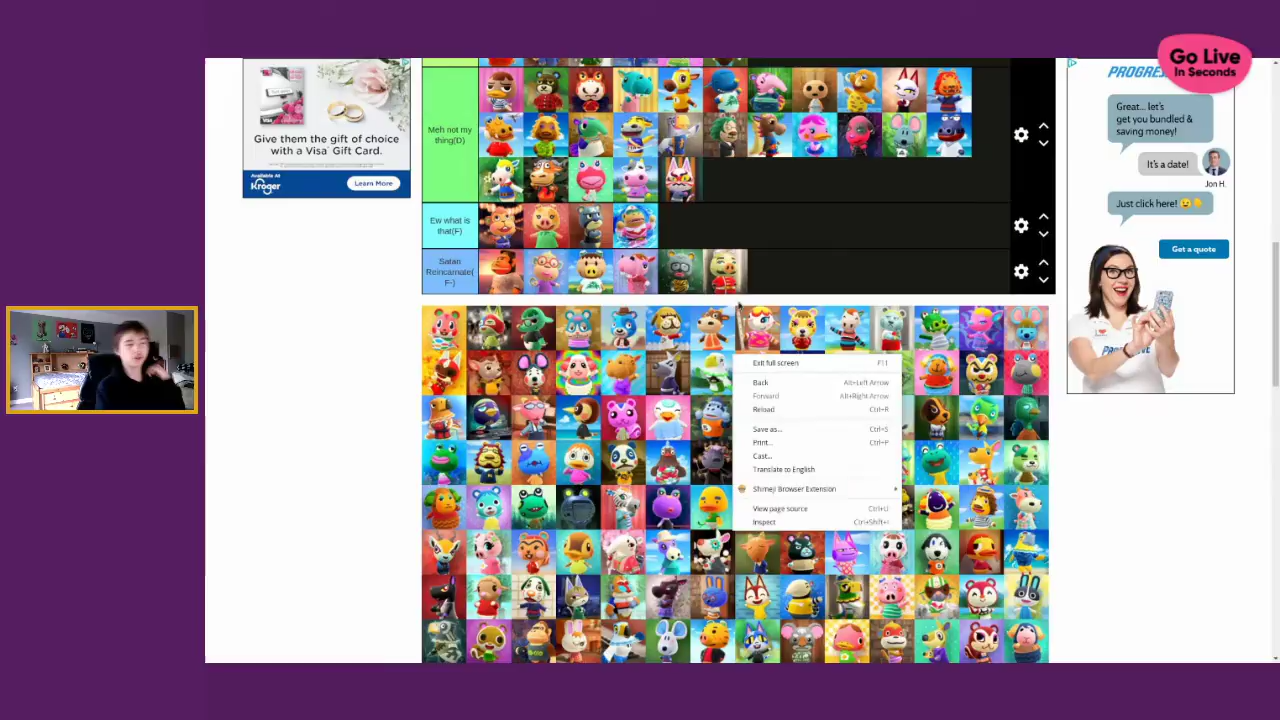 Go Live
In Seconds
Give them the gift of choice
with a Visa Gift Card.
Available At
Kroger
Learn More
Meh not my
thing(D)
Ew what is
that(F)
Satan
Reincarnate(
F-)
PROGRE
Great... let's
get you bundled &
saving money!
It's a date!
Jon H.
Just click here!
Get a quote
Exit full screen F11
Back Alt+Left Arrow
Forward Alt+Right Arrow
Reload Ctrl+R
Save as... Ctrl+S
Print... Ctrl+P
Cast...
Translate to English
Shimeji Browser Extension
View page source Ctrl+U
Inspect Ctrl+Shift+I